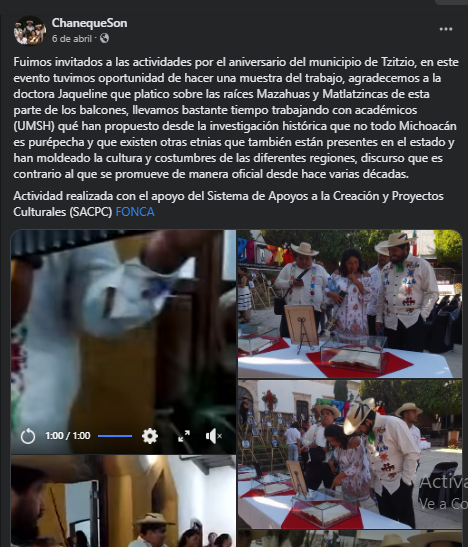 ChanequeSon
6 de abril ·
Fuimos invitados a las actividades por el aniversario del municipio de Tzitzio, en este
evento tuvimos oportunidad de hacer una muestra del trabajo, agradecemos a la
doctora Jaqueline que platico sobre las raíces Mazahuas y Matlatzincas de esta
parte de los balcones, llevamos bastante tiempo trabajando con académicos
(UMSH) qué han propuesto desde la investigación histórica que no todo Michoacán
es purépecha y que existen otras etnias que también están presentes en el estado y
han moldeado la cultura y costumbres de las diferentes regiones, discurso que es
contrario al que se promueve de manera oficial desde hace varias décadas.
Actividad realizada con el apoyo del Sistema de Apoyos a la Creación y Proyectos
Culturales (SACPC) FONCA
1:00 / 1:00
Activa
Ve a Co